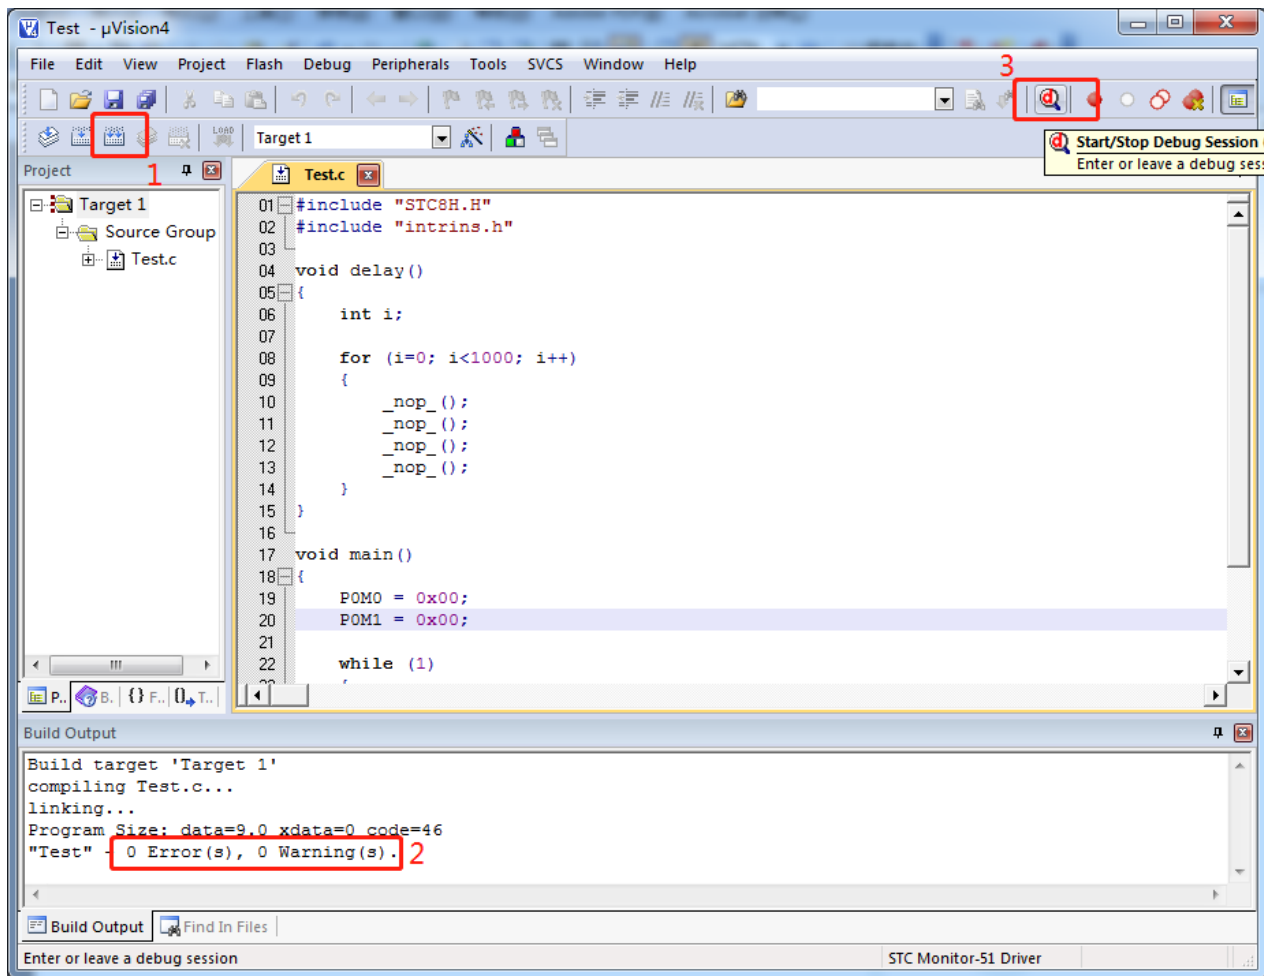 Test - µVision4
File Edit View Project Flash Debug Peripherals Tools SVCS Window Help
3
LOAD
Target 1
Start/Stop Debug Session
Enter or leave a debug ses
1
Project
Test.c
Target 1
Source Group
Test.c
01 #include "STC8H.H"
02 #include "intrins.h"
03
04 void delay()
05 {
06 int i;
07
08 for (i=0; i<1000; i++)
09 {
10 _nop_();
11 _nop_();
12 _nop_();
13 _nop_();
14 }
15 }
16
17 void main()
18 {
19 P0M0 = 0x00;
20 P0M1 = 0x00;
21
22 while (1)
23 {
P.. B. {} F.. T..
Build Output
Build target 'Target 1'
compiling Test.c...
linking...
Program Size: data=9.0 xdata=0 code=46
"Test" - 0 Error(s), 0 Warning(s).
2
Build Output Find In Files
Enter or leave a debug session
STC Monitor-51 Driver